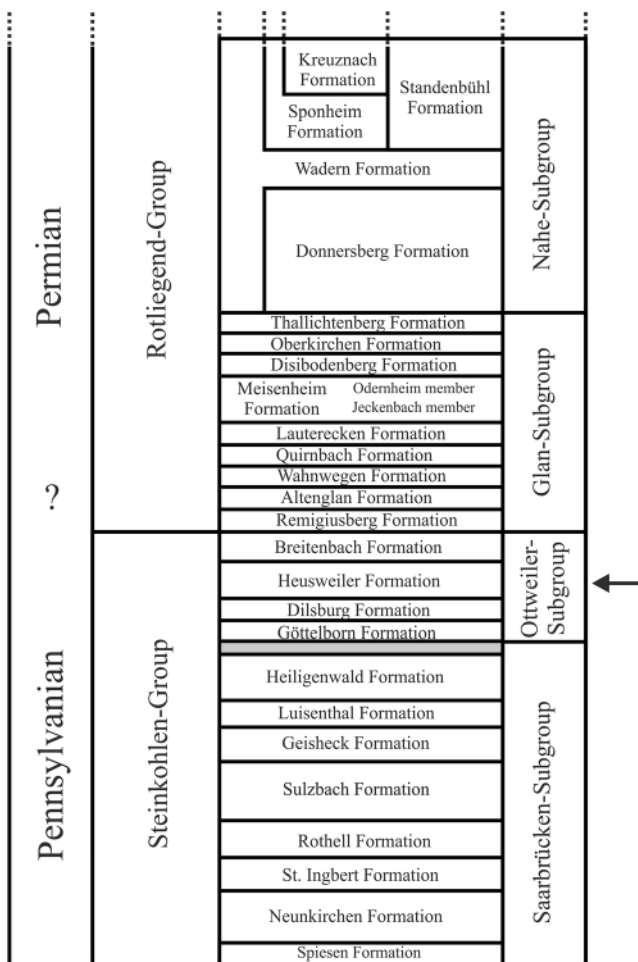 Permian
?
Pennsylvanian
Rotliegend-Group
Steinkohlen-Group
Kreuznach
Formation
Standenbühl
Formation
Sponheim
Formation
Wadern Formation
Donnersberg Formation
Thallichtenberg Formation
Oberkirchen Formation
Disibodenberg Formation
Meisenheim
Formation
Odernheim member
Jeckenbach member
Lauterecken Formation
Quirnbach Formation
Wahnwegen Formation
Altenglan Formation
Remigiusberg Formation
Breitenbach Formation
Heusweiler Formation
Dilsburg Formation
Göttelborn Formation
Heiligenwald Formation
Luisenthal Formation
Geisheck Formation
Sulzbach Formation
Rothell Formation
St. Ingbert Formation
Neunkirchen Formation
Spiesen Formation
Nahe-Subgroup
Glan-Subgroup
Ottweiler-
Subgroup
Saarbrücken-Subgroup